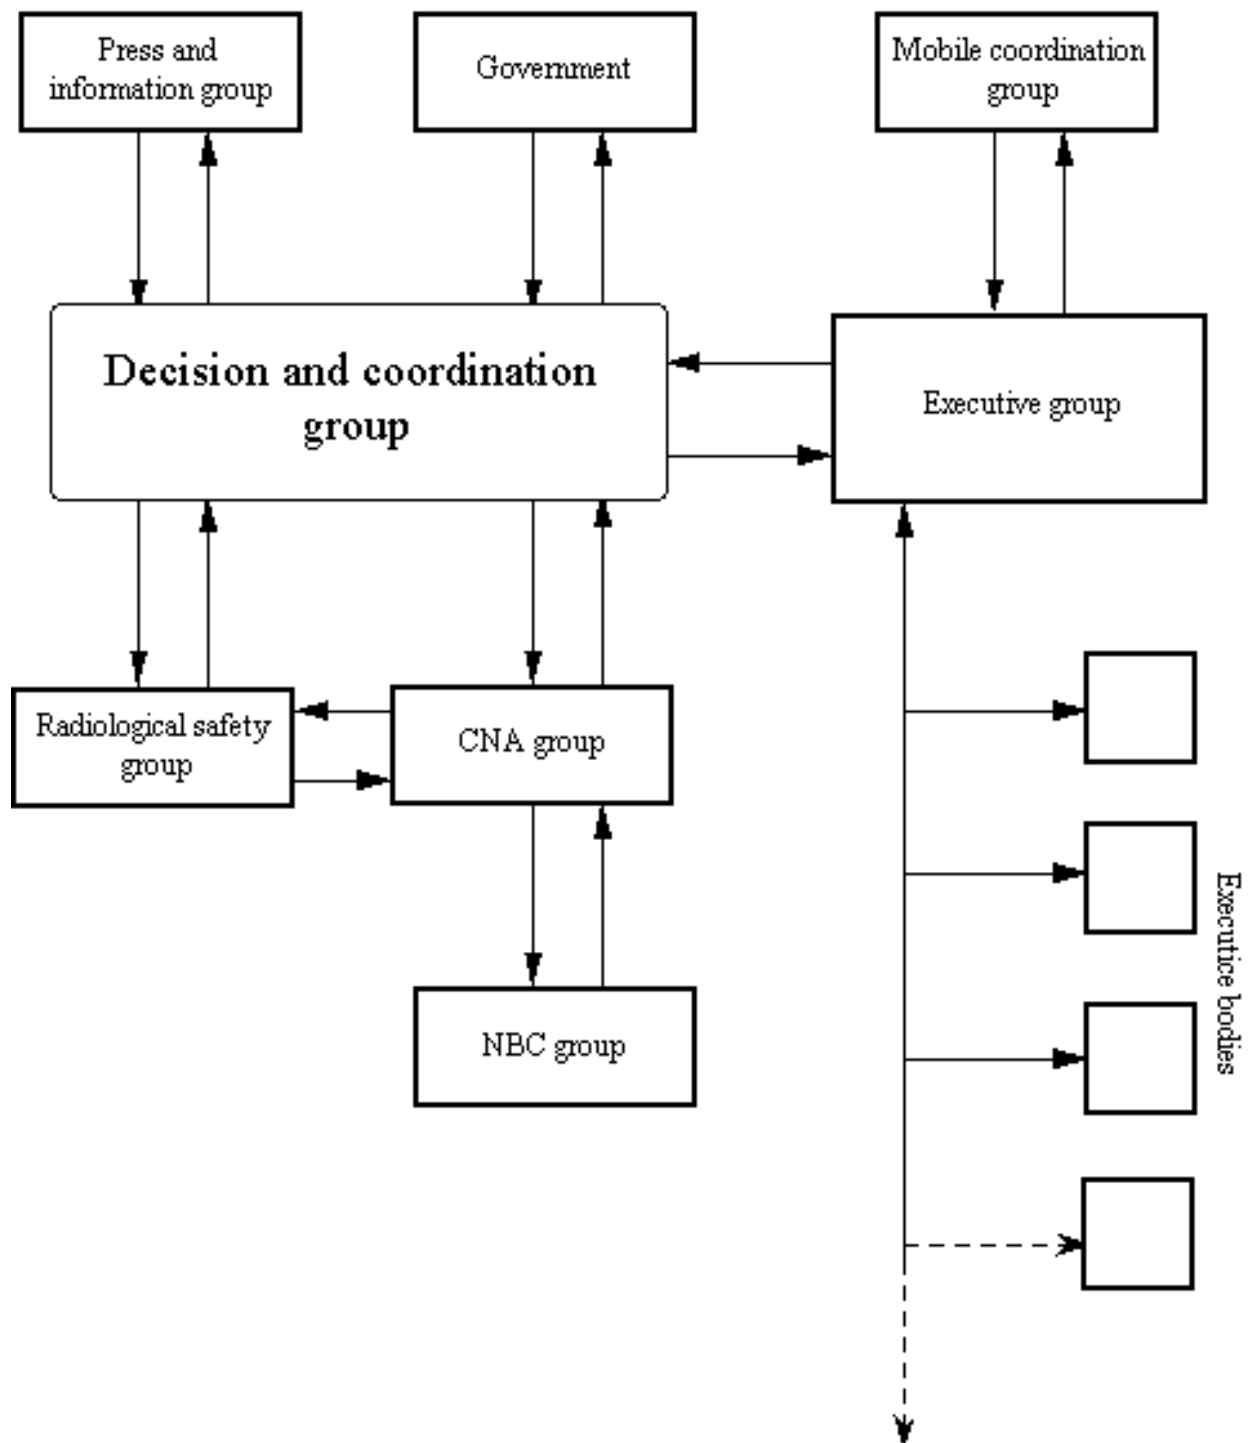 Press and
information group
Government
Mobile coordination
group
Decision and coordination
group
Executive group
Radiological safety
group
CNA group
NBC group
Executice bodies